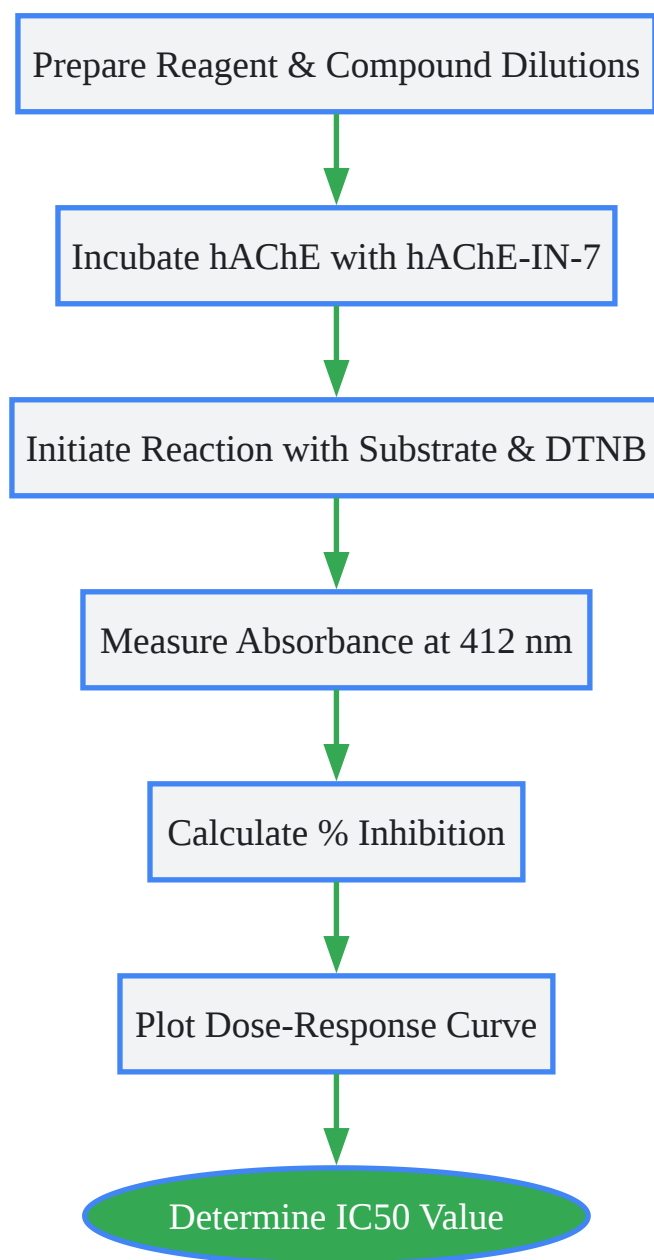 Prepare Reagent & Compound Dilutions
Incubate hAChE with hAChE-IN-7
Initiate Reaction with Substrate & DTNB
Measure Absorbance at 412 nm
Calculate % Inhibition
Plot Dose-Response Curve
Determine IC50 Value